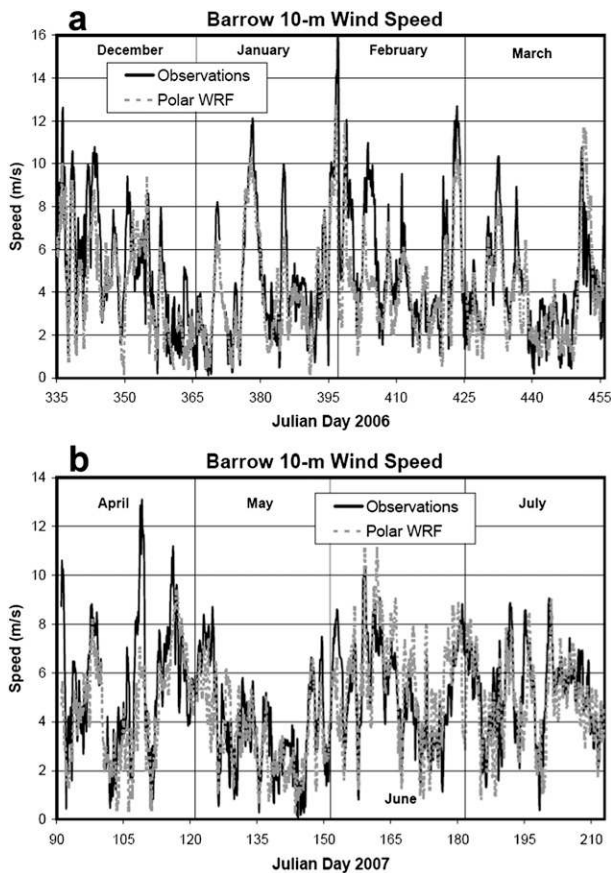 a
Barrow 10-m Wind Speed
16
14
12
10
8
6
4
2
0
Speed (m/s)
December
January
February
March
Observations
Polar WRF
335 350 365 380 395 410 425 440 455
Julian Day 2006
b
Barrow 10-m Wind Speed
14
12
10
8
6
4
2
0
Speed (m/s)
April
May
July
Observations
Polar WRF
June
90 105 120 135 150 165 180 195 210
Julian Day 2007